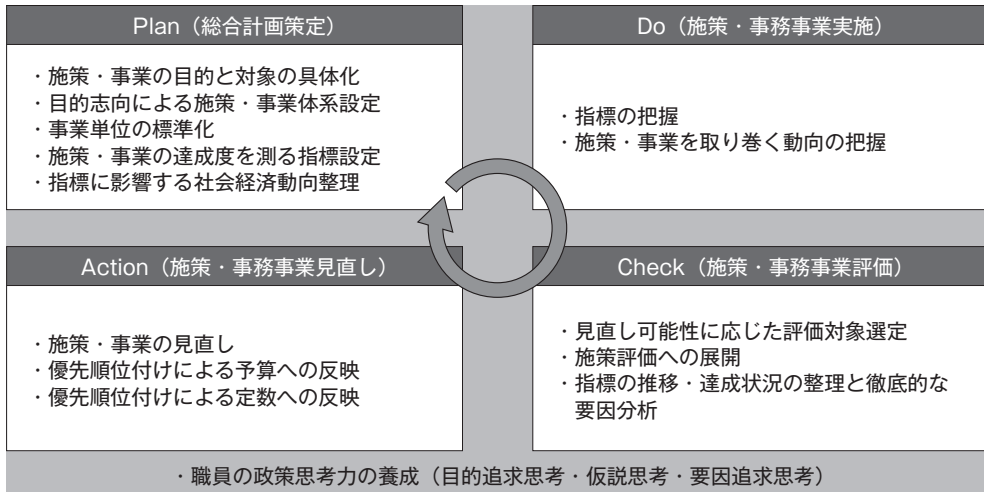 Plan（総合計画策定）
・施策・事業の目的と対象の具体化
・目的志向による施策・事業体系設定
・事業単位の標準化
・施策・事業の達成度を測る指標設定
・指標に影響する社会経済動向整理
Do（施策・事務事業実施）
・指標の把握
・施策・事業を取り巻く動向の把握
Action（施策・事務事業見直し）
・施策・事業の見直し
・優先順位付けによる予算への反映
・優先順位付けによる定数への反映
Check（施策・事務事業評価）
・見直し可能性に応じた評価対象選定
・施策評価への展開
・指標の推移・達成状況の整理と徹底的な
要因分析
・職員の政策思考力の養成（目的追求思考・仮説思考・要因追求思考）